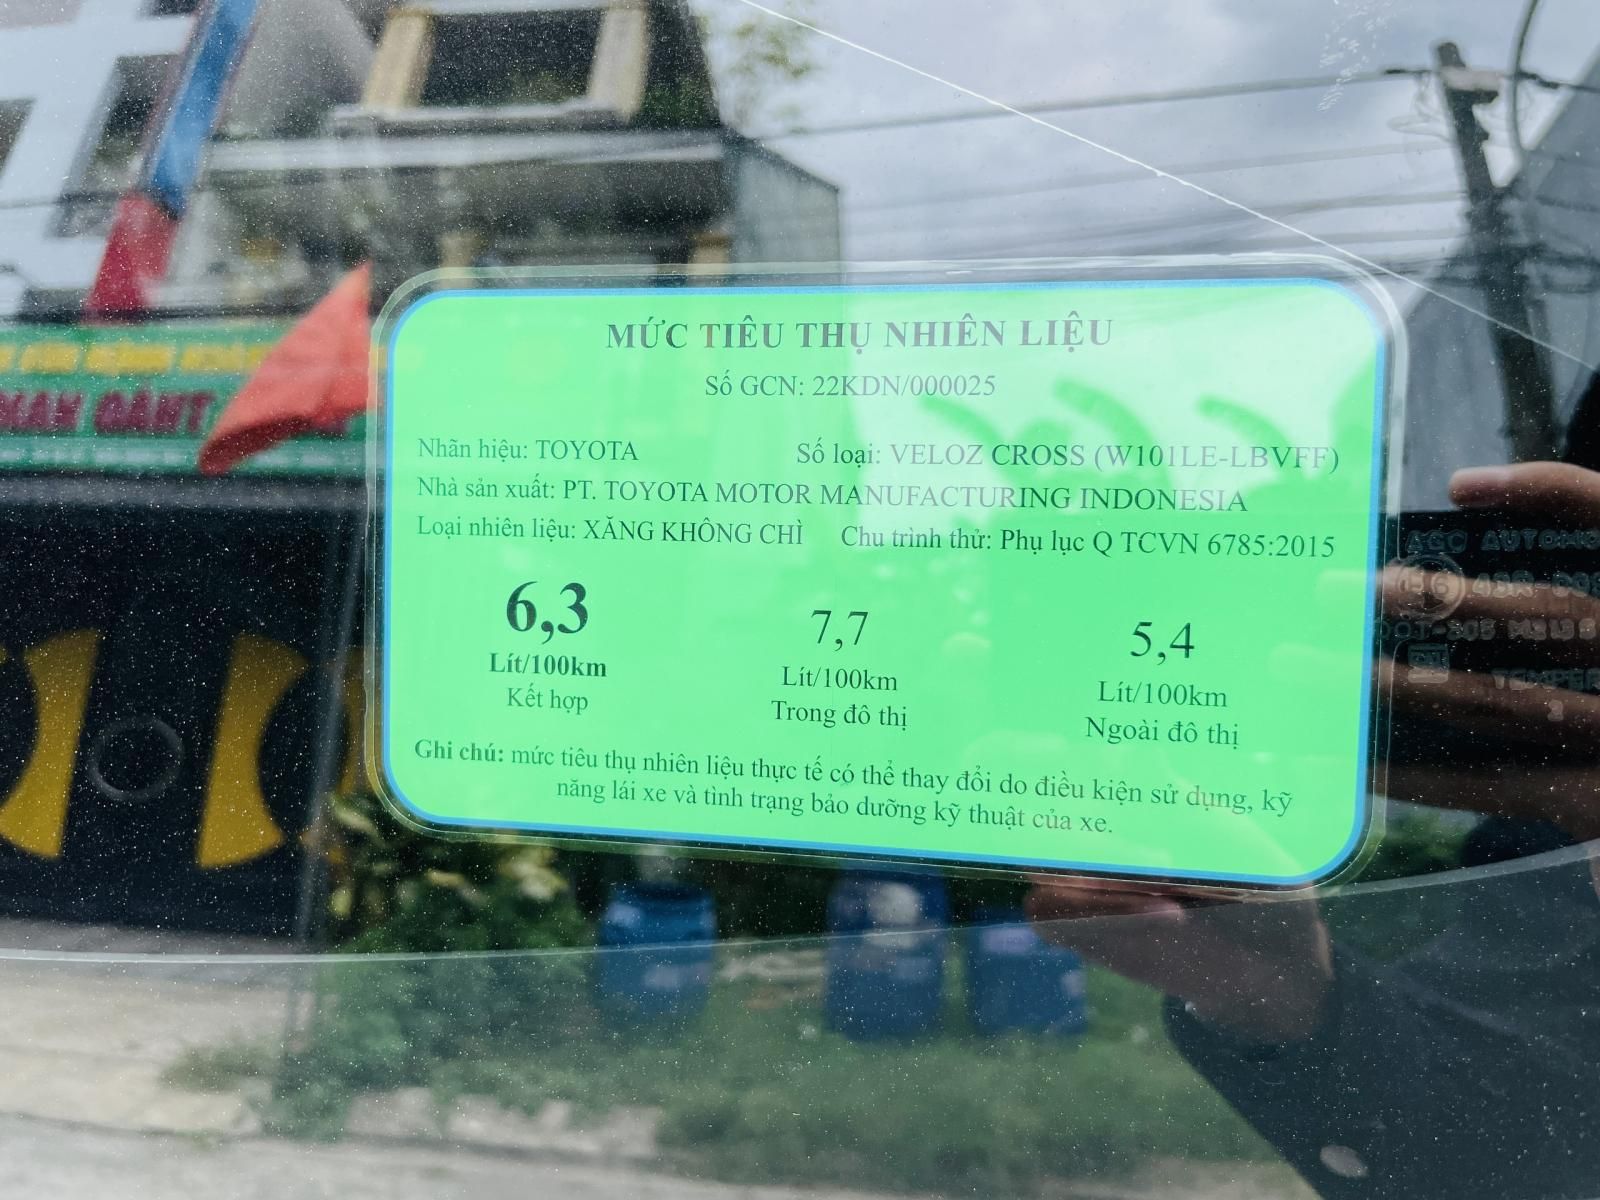 MỨC TIÊU THỤ NHIÊN LIỆU
Số GCN: 22KDN/000025
Nhãn hiệu: TOYOTA Số loại: VELOZ CROSS (W101LE-LBVFF)
Nhà sản xuất: PT. TOYOTA MOTOR MANUFACTURING INDONESIA
Loại nhiên liệu: XĂNG KHÔNG CHÌ Chu trình thử: Phụ lục Q TCVN 6785:2015
6,3 7,7 5,4
Lít/100km Lít/100km Lít/100km
Kết hợp Trong đô thị Ngoài đô thị
Ghi chú: mức tiêu thụ nhiên liệu thực tế có thể thay đổi do điều kiện sử dụng, kỹ
năng lái xe và tình trạng bảo dưỡng kỹ thuật của xe.
AGC